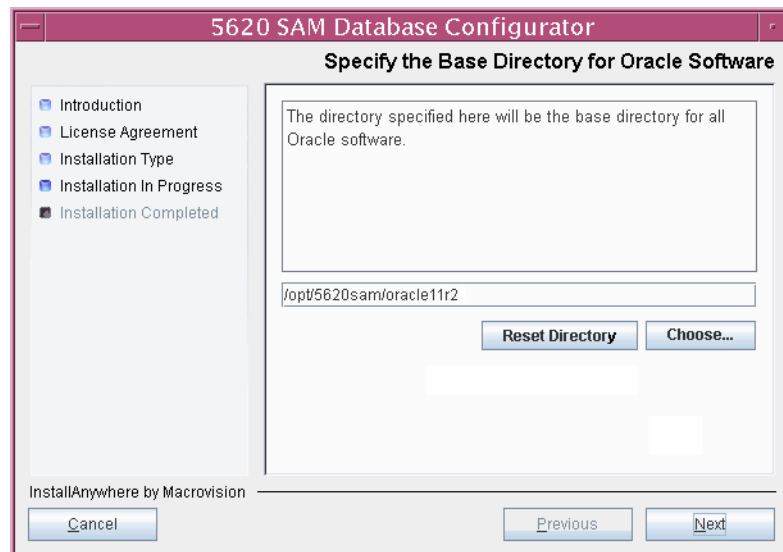 5620 SAM Database Configurator
Specify the Base Directory for Oracle Software
Introduction
License Agreement
Installation Type
Installation In Progress
Installation Completed
The directory specified here will be the base directory for all
Oracle software.
/opt/5620sam/oracle11r2
Reset Directory
Choose...
InstallAnywhere by Macrovision
Cancel
Previous
Next